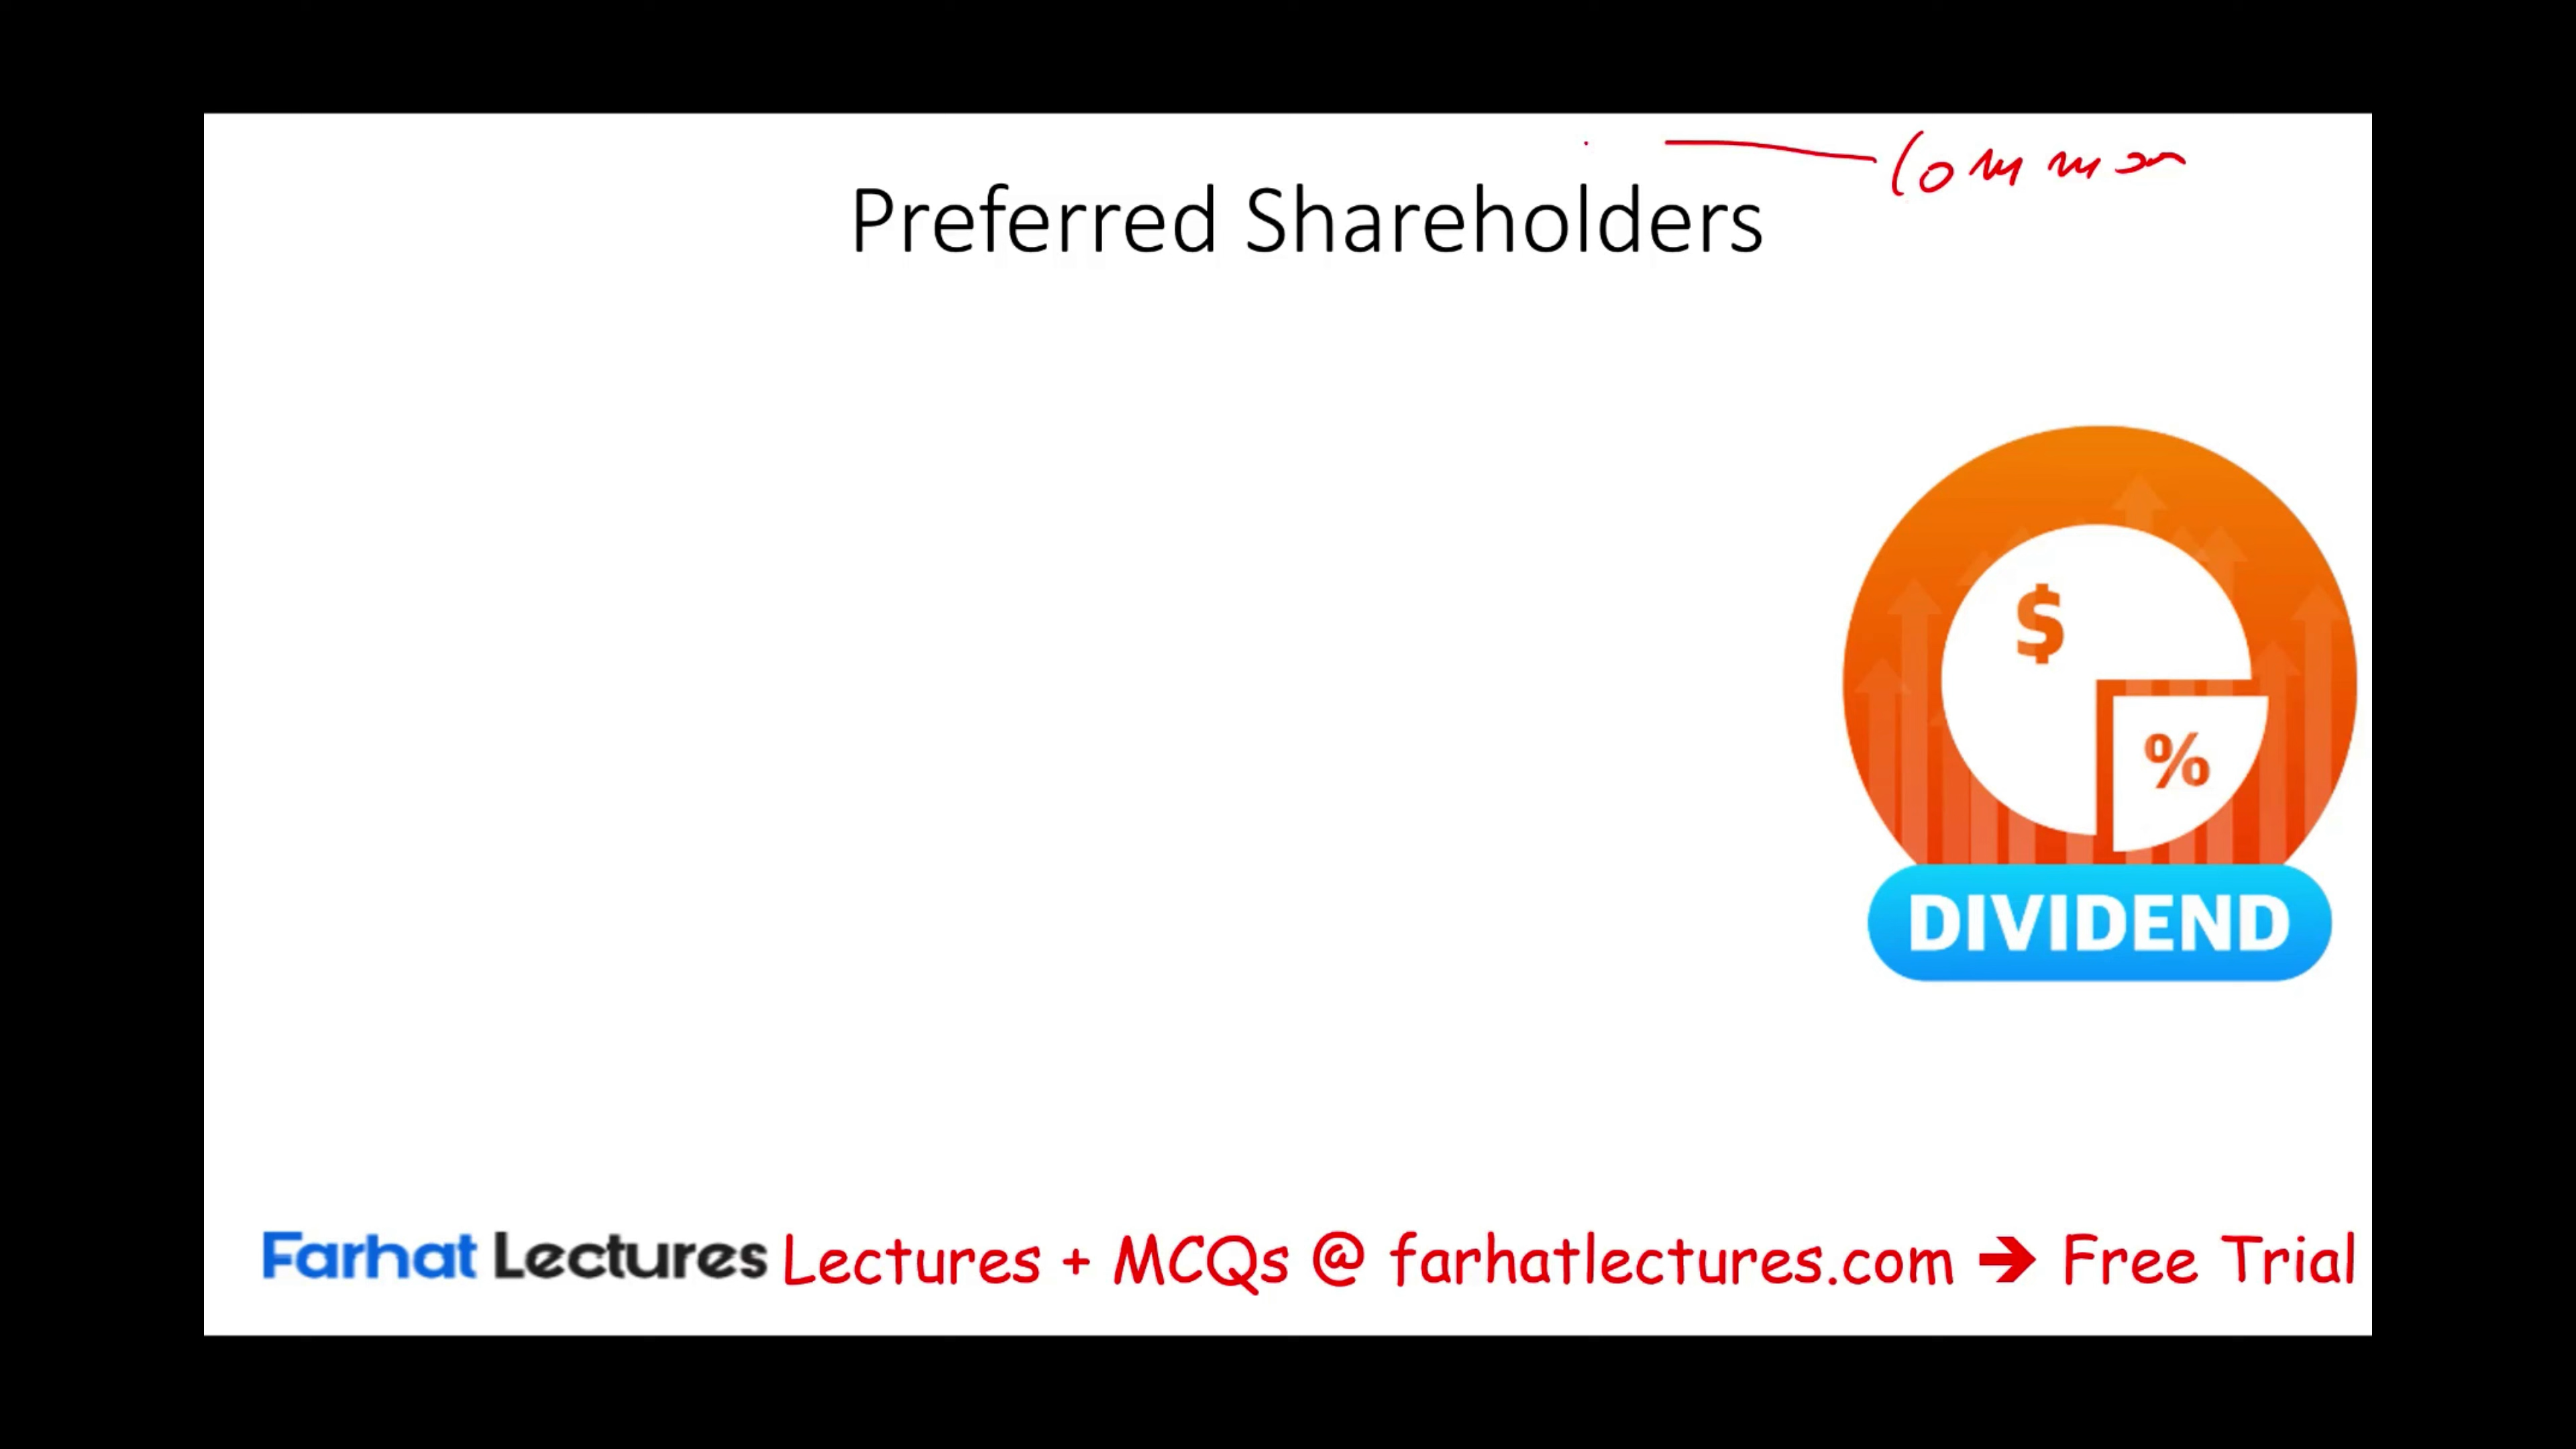 Common
Preferred Shareholders
$
%
DIVIDEND
Farhat Lectures Lectures + MCQs @ farhatlectures.com → Free Trial